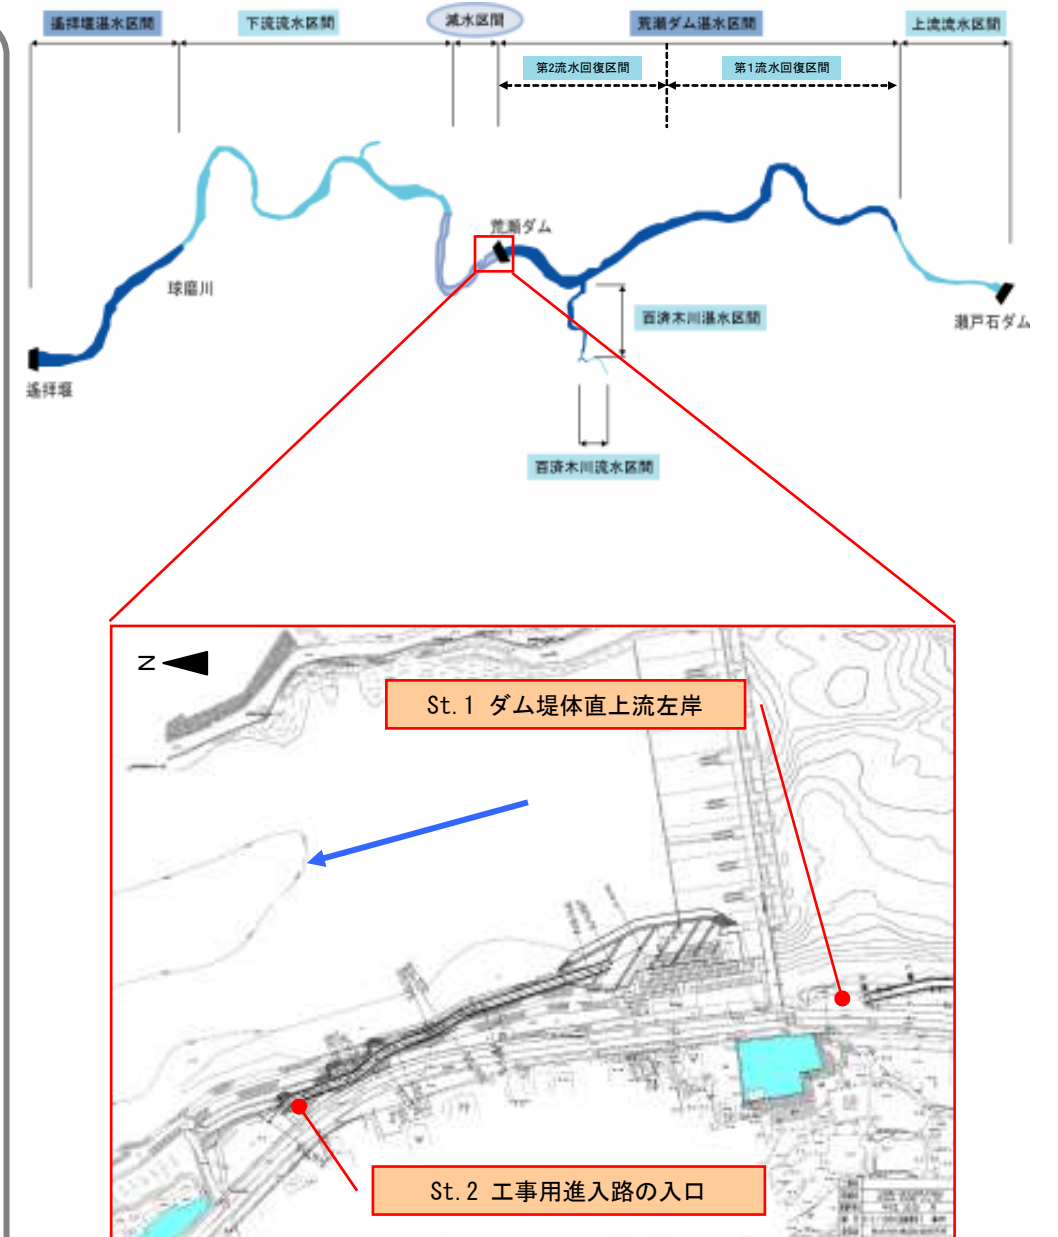 遙拝堰湛水区間
下流流水区間
減水区間
荒瀬ダム湛水区間
上流流水区間
第2流水回復区間
第1流水回復区間
荒瀬ダム
球磨川
百済木川湛水区間
瀬戸石ダム
遙拝堰
百済木川流水区間
N
St.1 ダム堤体直上流左岸
St.2 工事用進入路の入口